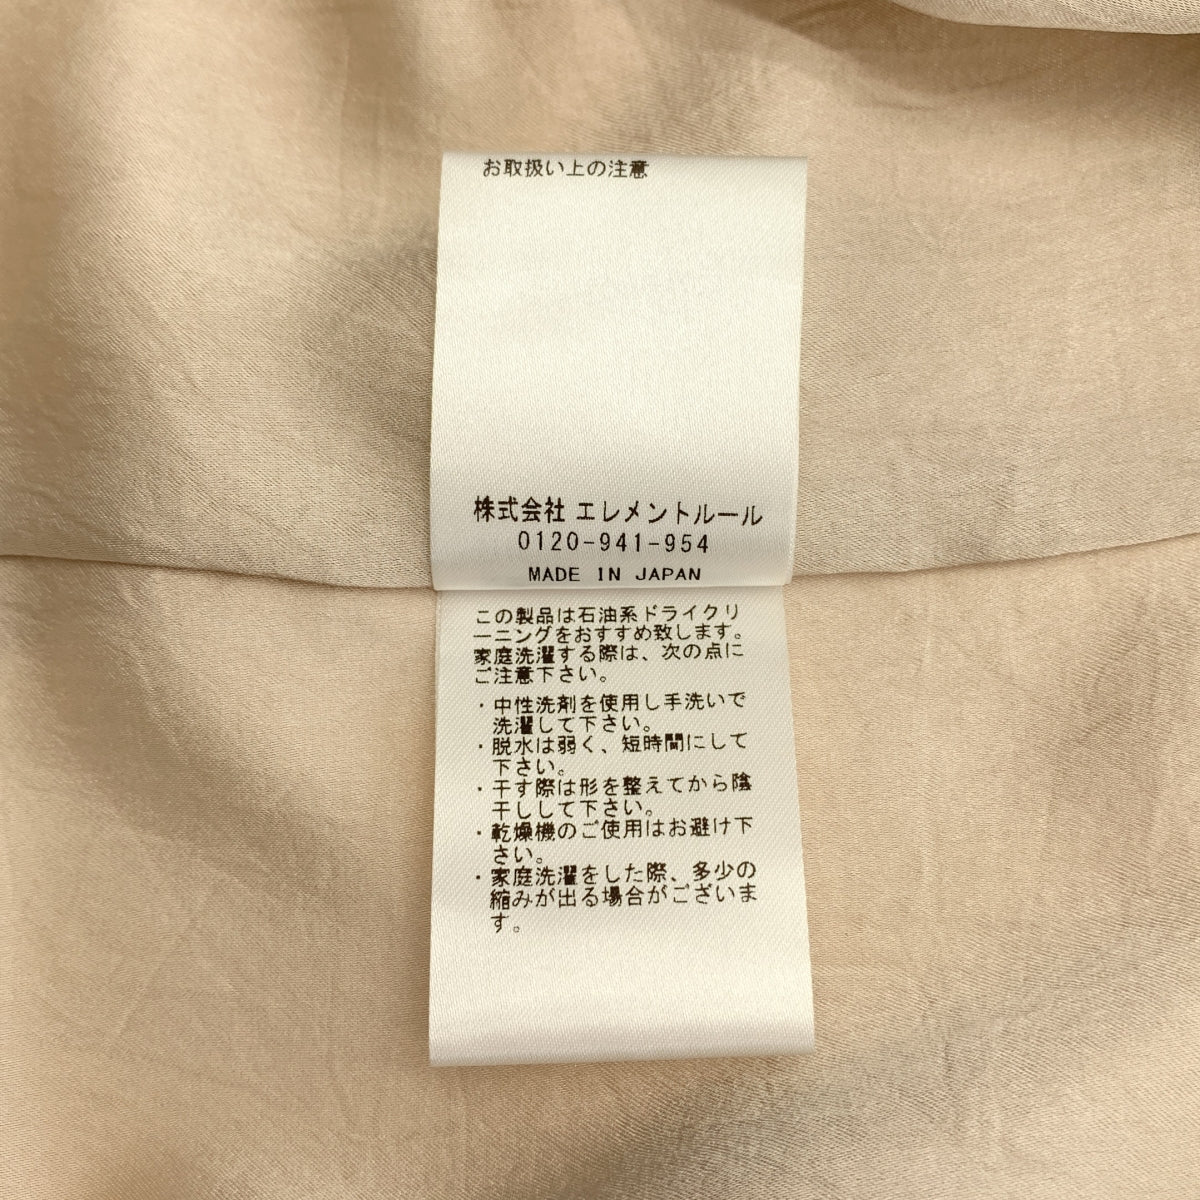 お取扱い上の注意
株式会社 エレメントルール
0120-941-954
MADE IN JAPAN
この製品は石油系ドライクリ
ーニングをおすすめ致します。
家庭洗濯する際は、次の点に
ご注意下さい。
・中性洗剤を使用し手洗いで
洗濯して下さい。
・脱水は弱く、短時間にして
下さい。
・干す際は形を整えてから陰
干しして下さい。
・乾燥機のご使用はお避け下
さい。
・家庭洗濯をした際、多少の
縮みが出る場合がございま
す。